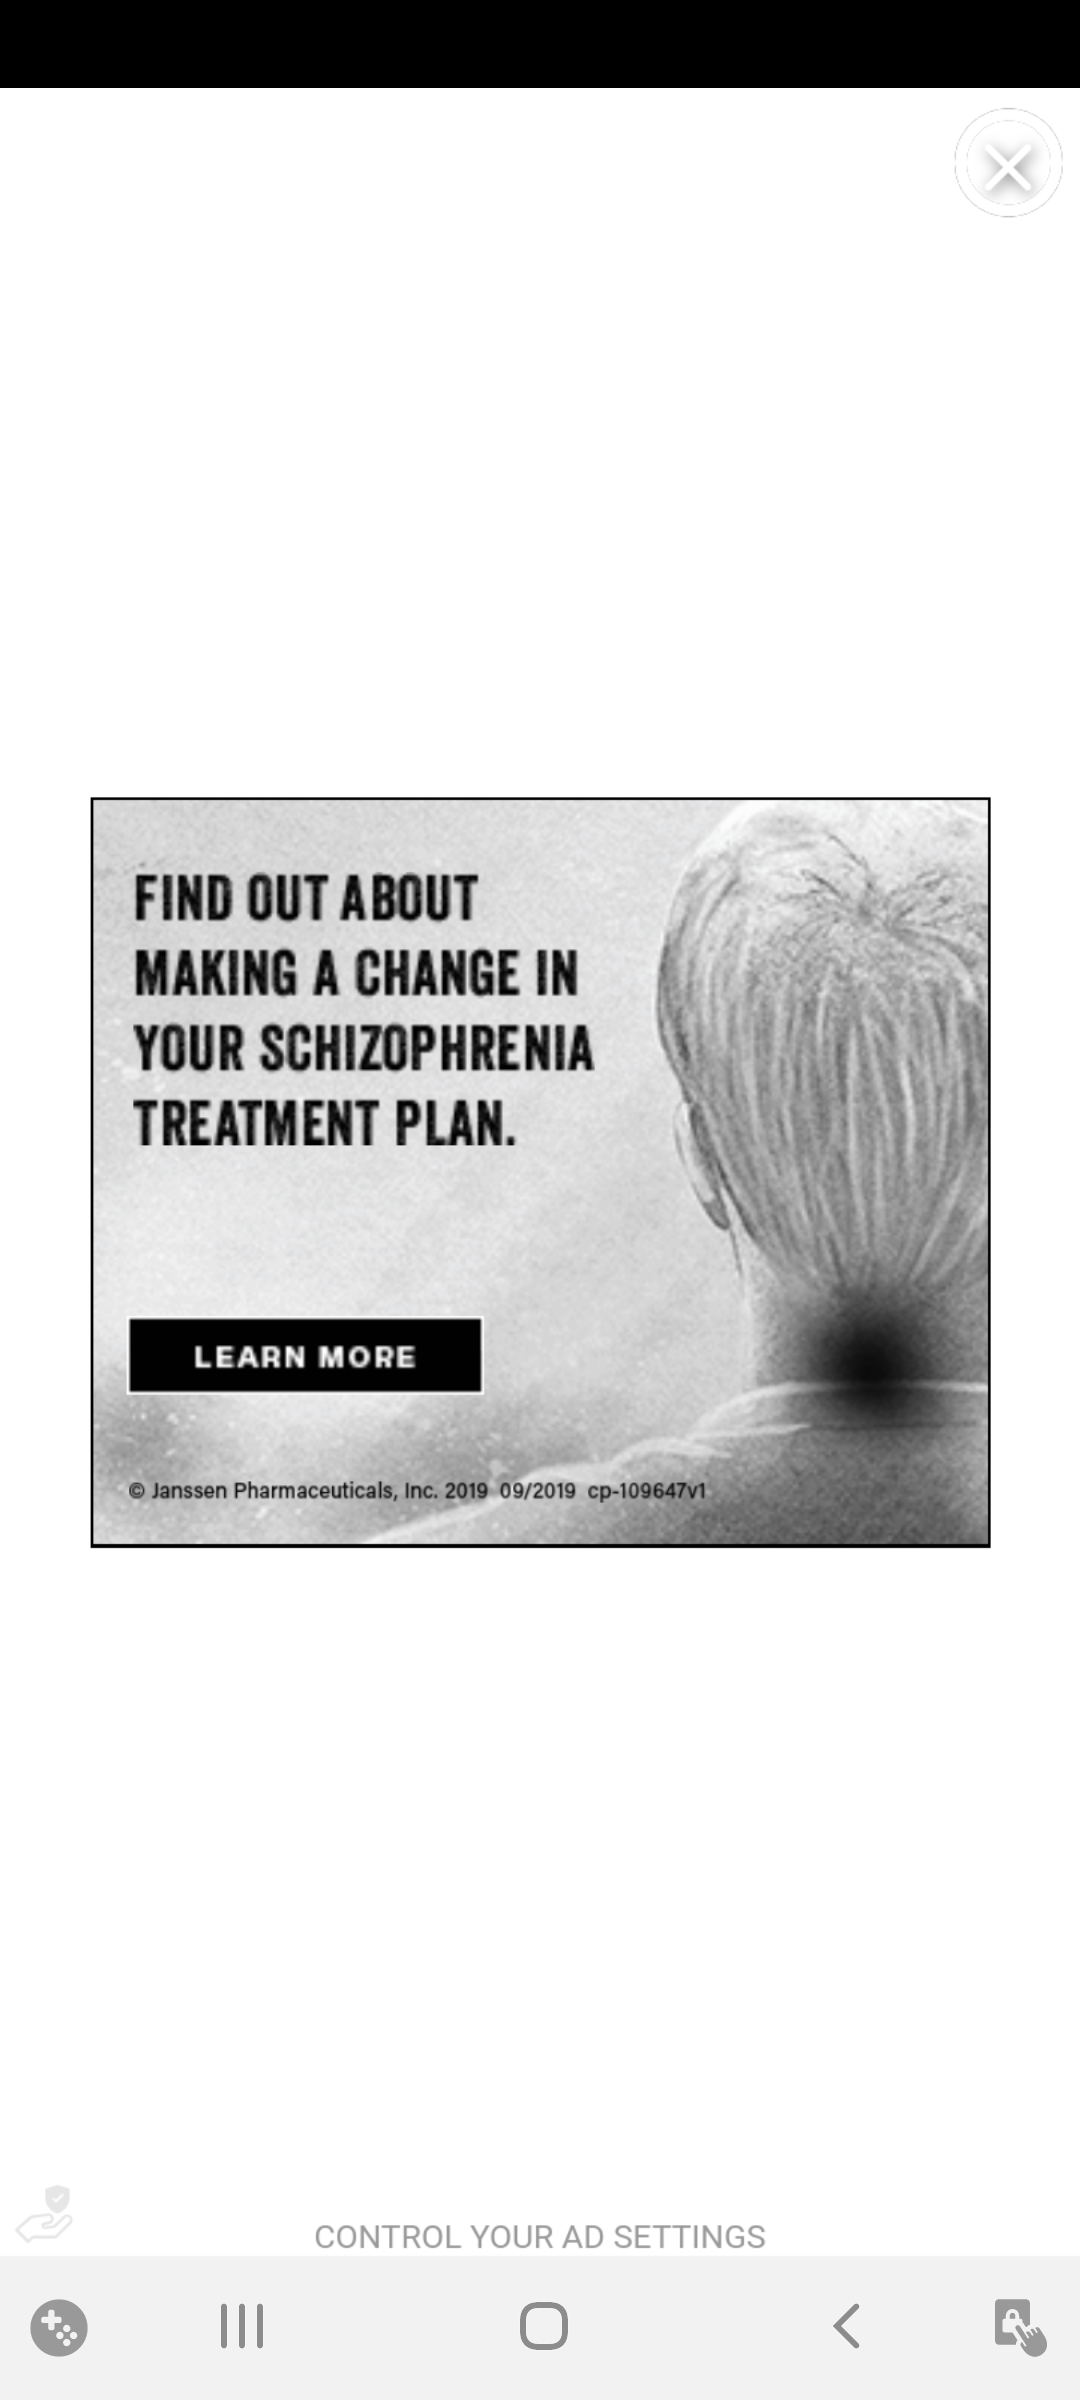 FIND OUT ABOUT
MAKING A CHANGE IN
YOUR SCHIZOPHRENIA
TREATMENT PLAN.
LEARN MORE
© Janssen Pharmaceuticals, Inc. 2019 09/2019 cp-109647v1
CONTROL YOUR AD SETTINGS